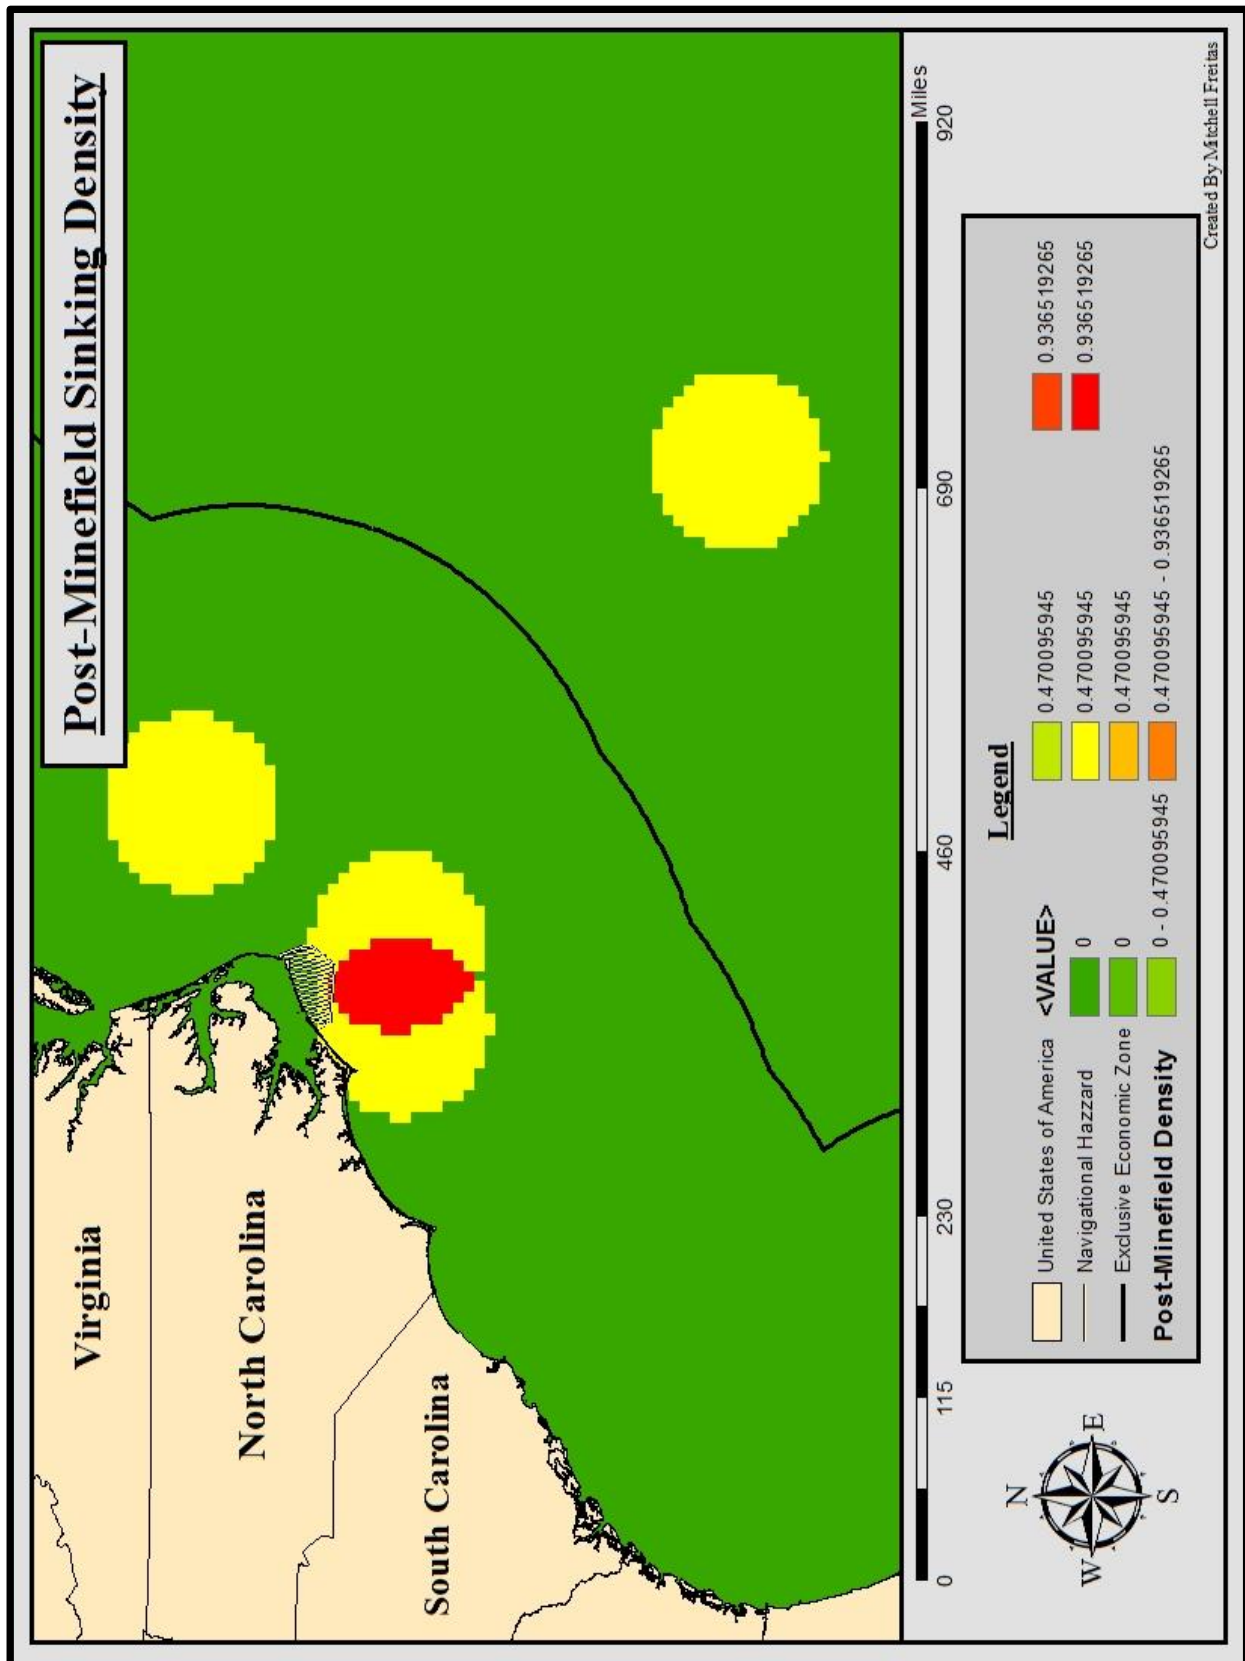 Post-Minefield Sinking Density
Virginia
North Carolina
South Carolina
0 115 230 460 690 920
Miles
N
W E
S
Legend
United States of America
Navigational Hazzard
Exclusive Economic Zone
Post-Minefield Density
<VALUE>
0
0
0 - 0.470095945
0.470095945
0.470095945
0.470095945
0.470095945 - 0.936519265
0.936519265
0.936519265
Created By Mitchell Freitas